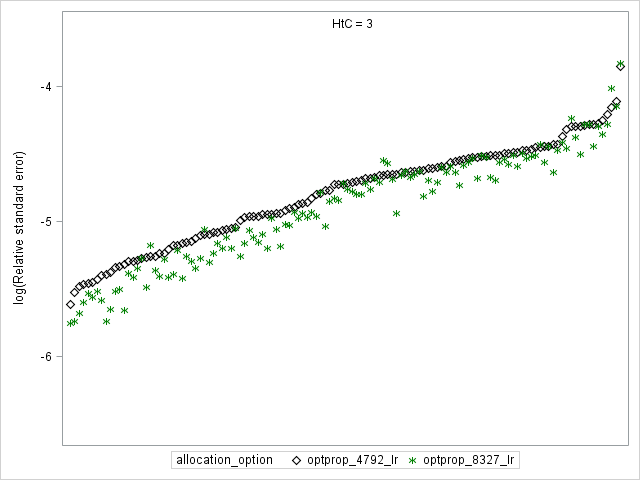 HtC = 3
-4
-5
-6
log(Relative standard error)
allocation_option optprop_4792_lr optprop_8327_lr